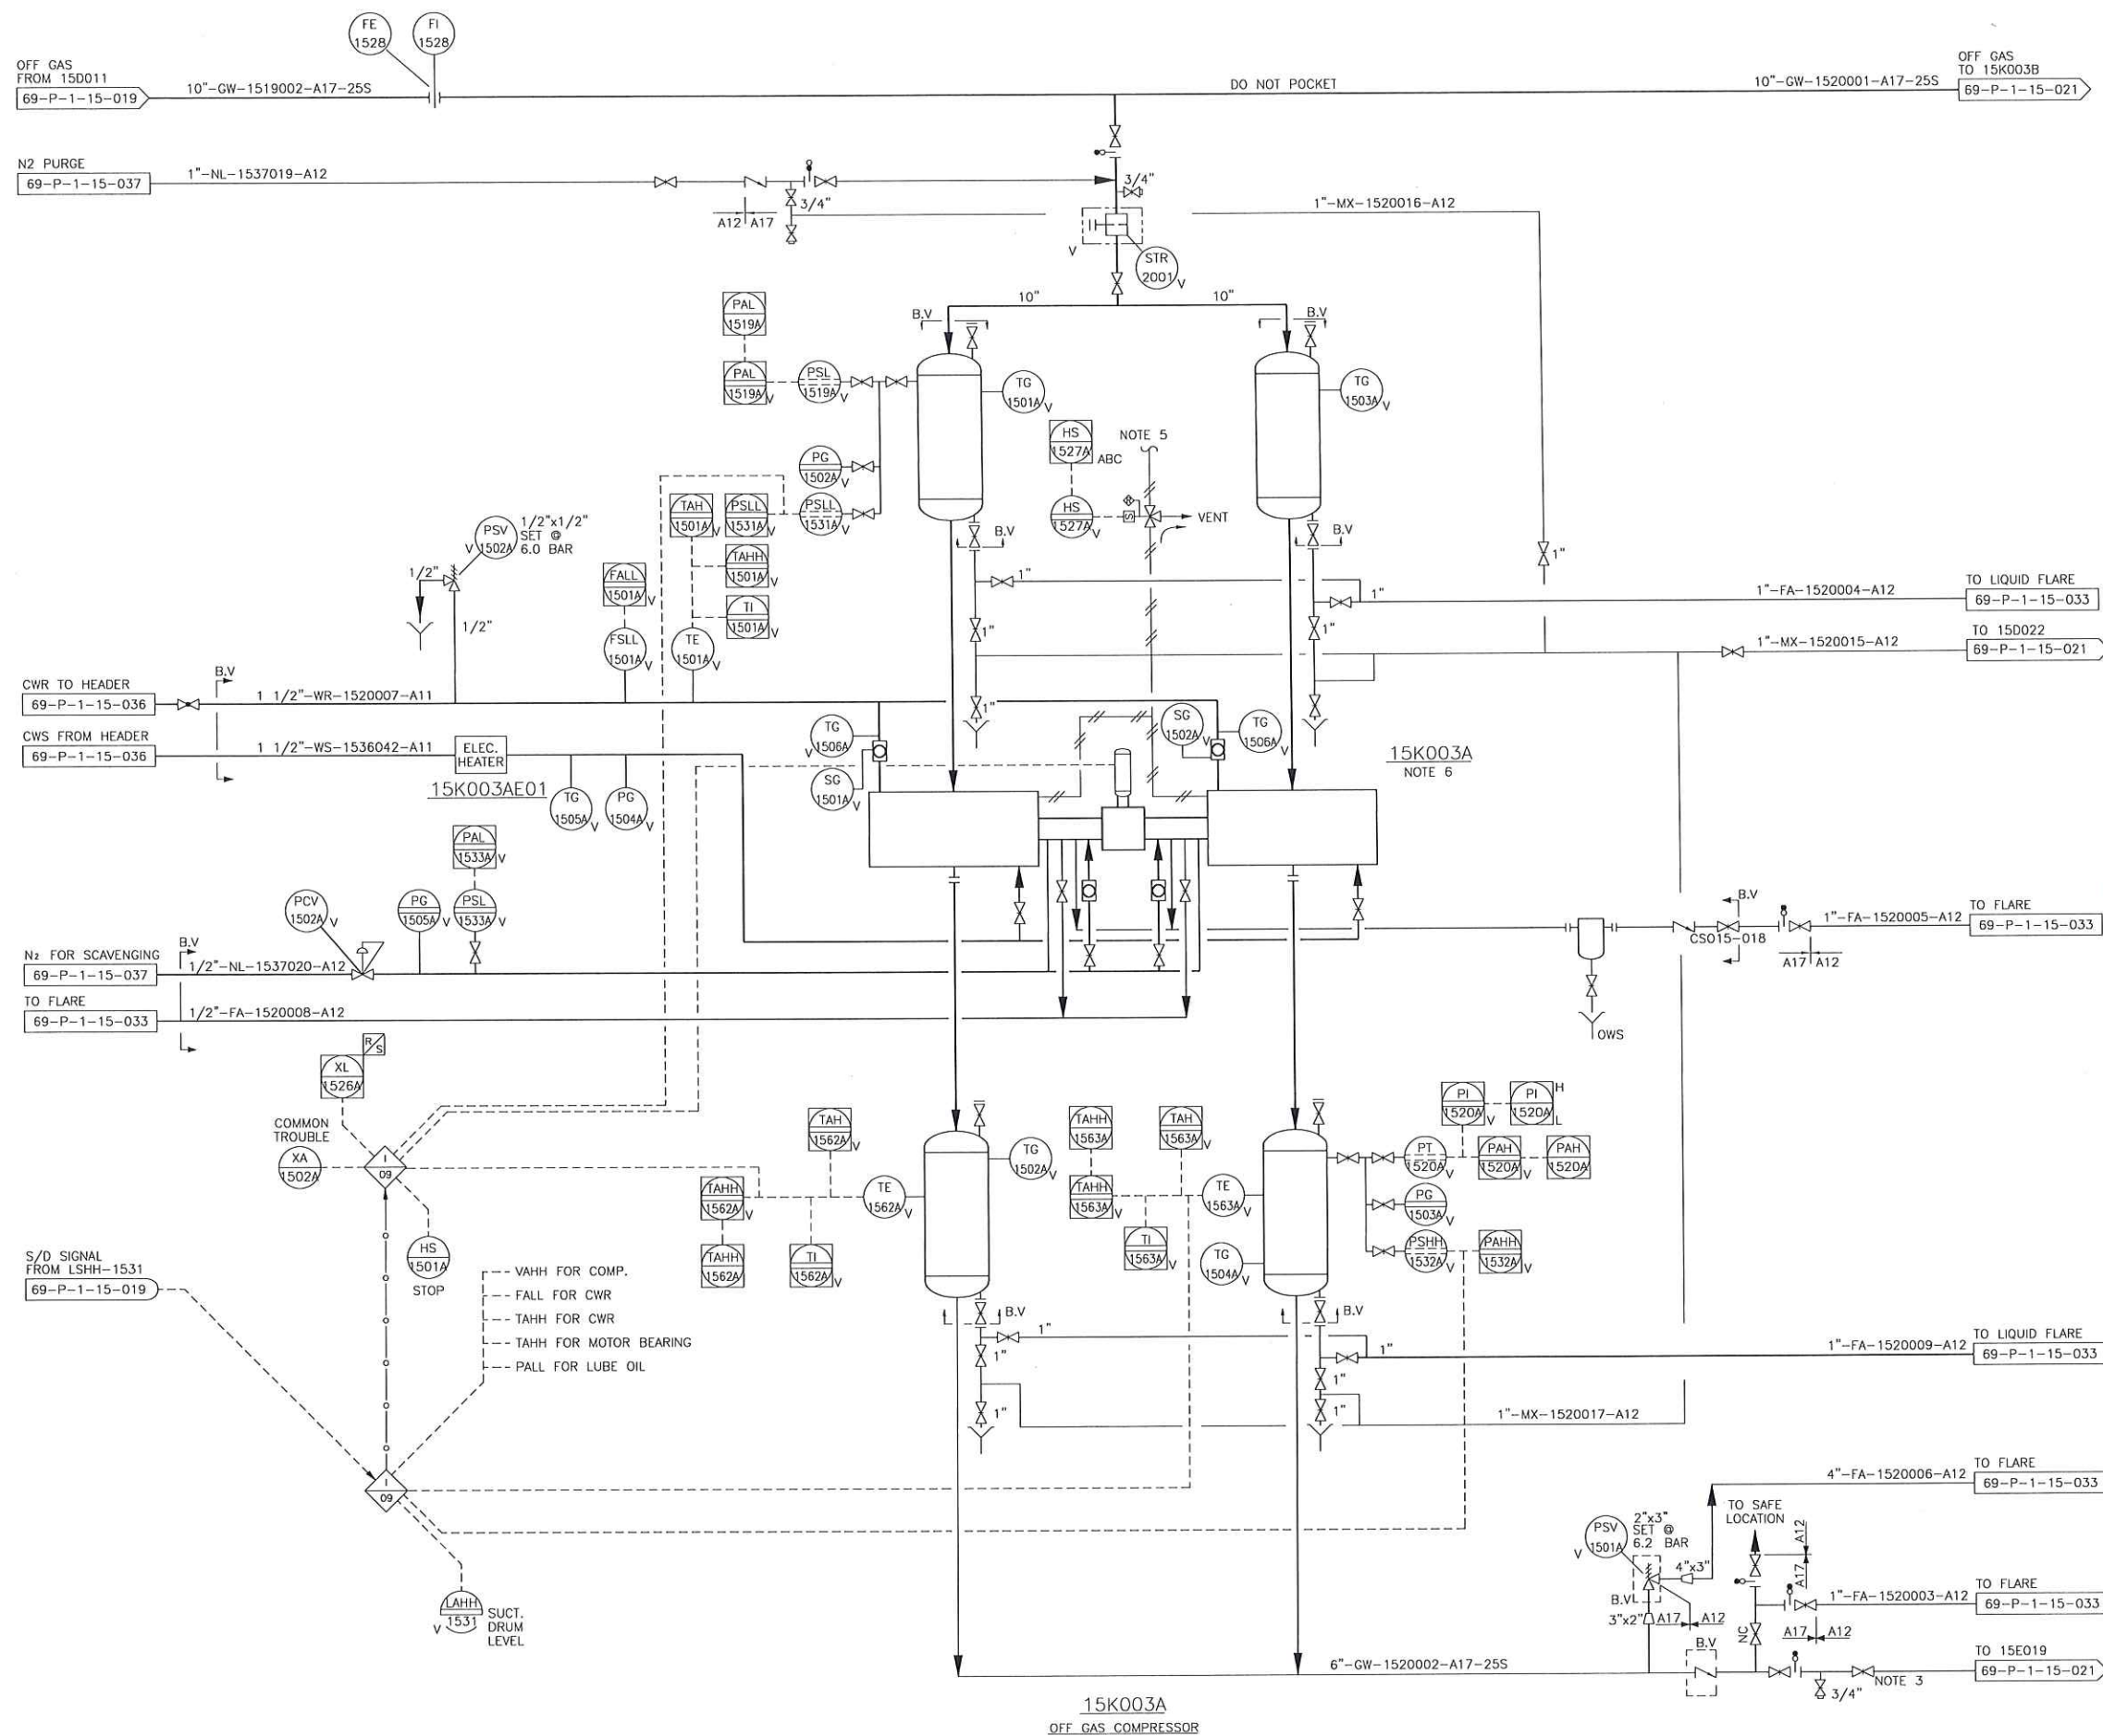 FE
1528
FI
1528
OFF GAS
FROM 15D011
69-P-1-15-019
10"-GW-1519002-A17-25S
DO NOT POCKET
10"-GW-1520001-A17-25S
OFF GAS
TO 15K003B
69-P-1-15-021
N2 PURGE
69-P-1-15-037
1"-NL-1537019-A12
A12
A17
3/4"
3/4"
1"-MX-1520016-A12
V
STR
2001
V
10"
10"
B.V
B.V
PAL
1519A
PAL
1519A
V
PSL
1519A
V
TG
1501A
V
TG
1503A
V
PG
1502A
V
HS
1527A
ABC
NOTE 5
HS
1527A
V
S
VENT
TAH
1501A
V
PSLL
1531A
V
PSLL
1531A
V
TAHH
1501A
V
TI
1501A
V
TE
1501A
V
FALL
1501A
V
FSLL
1501A
V
PSV
1502A
V
1/2"x1/2"
SET @
6.0 BAR
1/2"
1/2"
B.V
B.V
1"
1"
1"
1"
1"
1"
1"-FA-1520004-A12
TO LIQUID FLARE
69-P-1-15-033
1"-MX-1520015-A12
TO 15D022
69-P-1-15-021
CWR TO HEADER
69-P-1-15-036
B.V
1 1/2"-WR-1520007-A11
CWS FROM HEADER
69-P-1-15-036
1 1/2"-WS-1536042-A11
ELEC.
HEATER
15K003AE01
TG
1505A
V
PG
1504A
V
TG
1506A
V
SG
1501A
V
SG
1502A
V
TG
1506A
V
15K003A
NOTE 6
PAL
1533A
V
PCV
1502A
V
PG
1505A
V
PSL
1533A
V
N2 FOR SCAVENGING
69-P-1-15-037
B.V
1/2"-NL-1537020-A12
TO FLARE
69-P-1-15-033
1/2"-FA-1520008-A12
B.V
CSO15-018
A17
A12
1"-FA-1520005-A12
TO FLARE
69-P-1-15-033
OWS
R
S
XL
1526A
COMMON
TROUBLE
XA
1502A
I
09
HS
1501A
STOP
TAH
1562A
V
TAHH
1562A
V
TAHH
1562A
TI
1562A
V
TE
1562A
V
TG
1502A
V
TAHH
1563A
TAHH
1563A
V
TAH
1563A
V
TI
1563A
V
TE
1563A
V
TG
1504A
V
PI
1520A
V
PI
1520A
H
L
PT
1520A
V
PAH
1520A
V
PAH
1520A
PG
1503A
V
PSHH
1532A
V
PAHH
1532A
V
S/D SIGNAL
FROM LSHH-1531
69-P-1-15-019
VAHH FOR COMP.
FALL FOR CWR
TAHH FOR CWR
TAHH FOR MOTOR BEARING
PALL FOR LUBE OIL
B.V
B.V
1"
1"
1"
1"
1"
1"
1"-FA-1520009-A12
TO LIQUID FLARE
69-P-1-15-033
1"-MX-1520017-A12
I
09
LAHH
1531
V
SUCT.
DRUM
LEVEL
4"-FA-1520006-A12
TO FLARE
69-P-1-15-033
PSV
1501A
V
2"x3"
SET @
6.2 BAR
4"x3"
B.V
3"x2"
A17
A12
TO SAFE
LOCATION
A12
A17
NC
1"-FA-1520003-A12
TO FLARE
69-P-1-15-033
A17
A12
6"-GW-1520002-A17-25S
B.V
3/4"
NOTE 3
TO 15E019
69-P-1-15-021
15K003A
OFF GAS COMPRESSOR